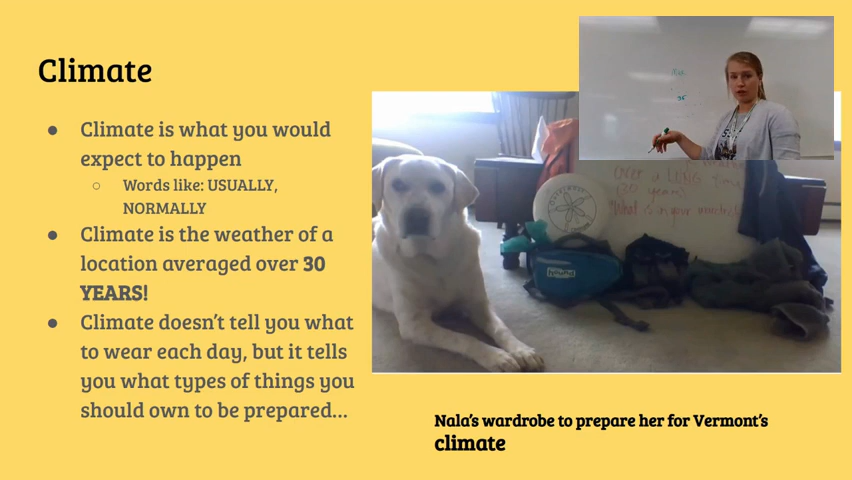 Climate
● Climate is what you would
expect to happen
○ Words like: USUALLY,
NORMALLY
● Climate is the weather of a
location averaged over 30
YEARS!
● Climate doesn't tell you what
to wear each day, but it tells
you what types of things you
should own to be prepared...
over a LONG time
(30 years)
"What is in your
Nala's wardrobe to prepare her for Vermont's
climate